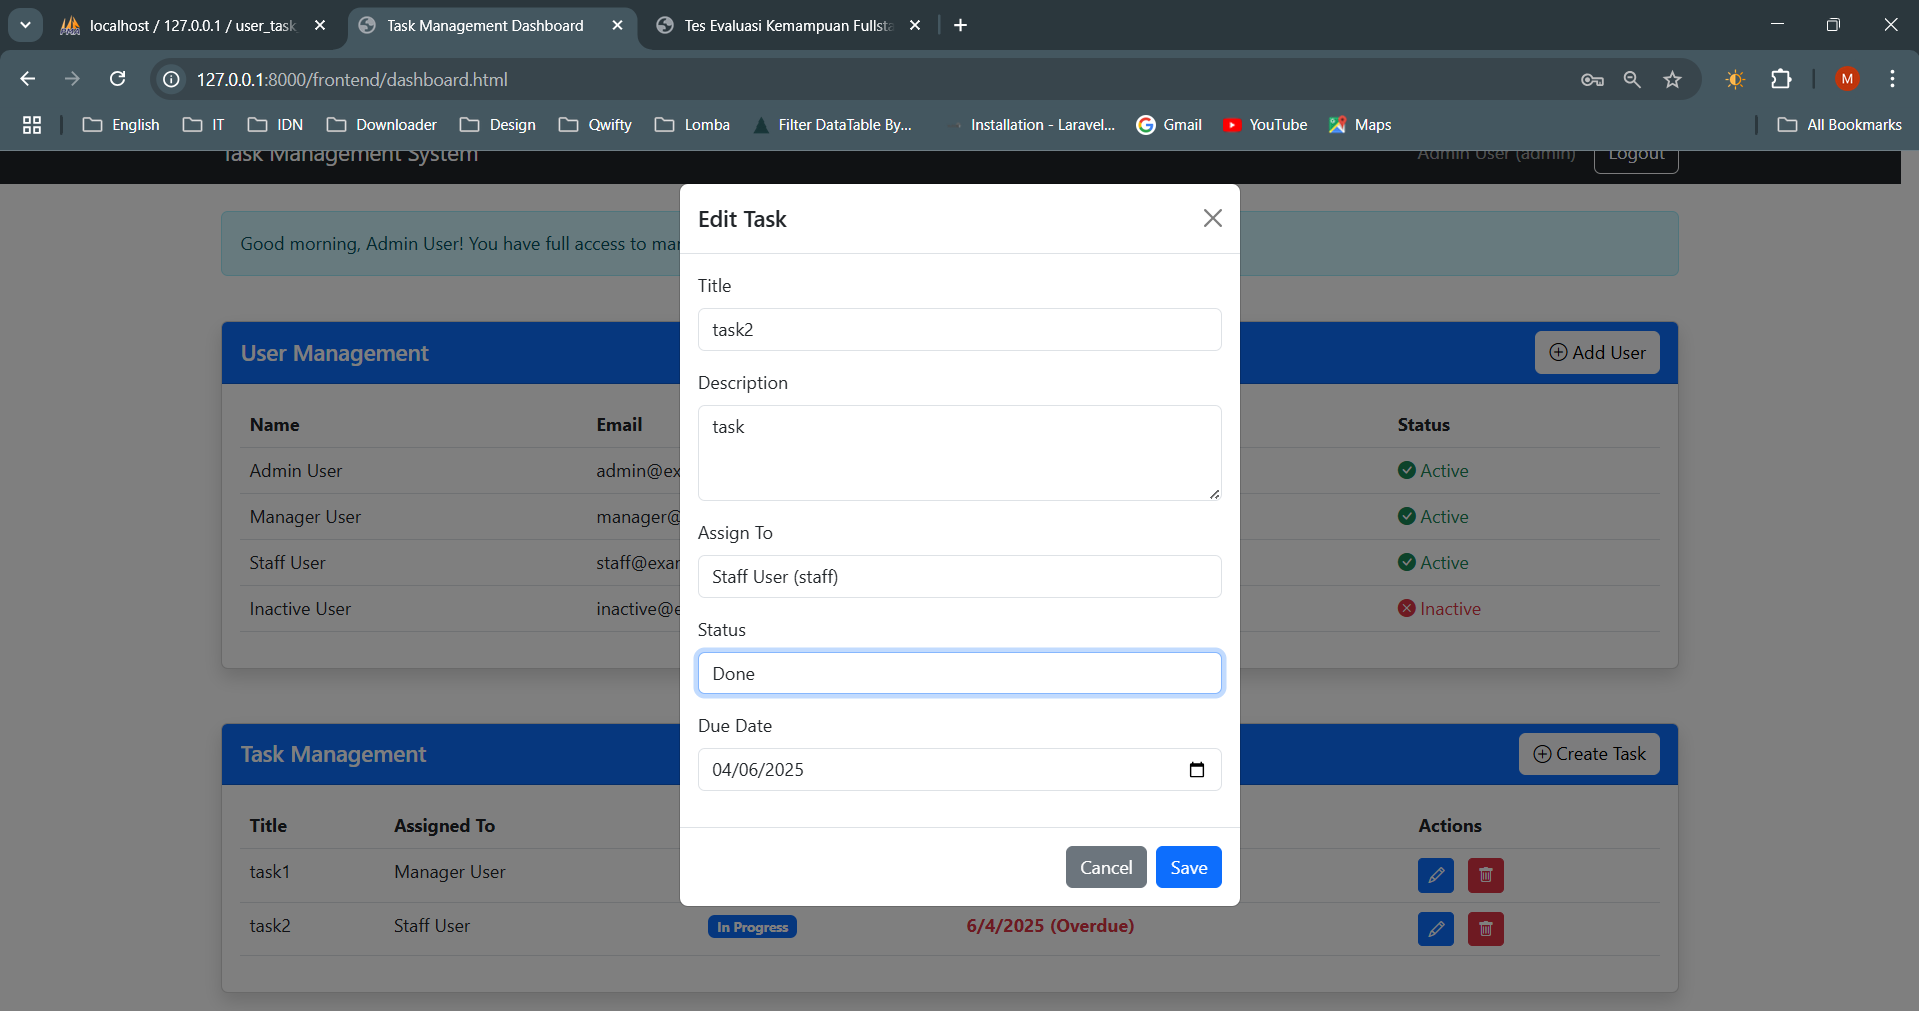 localhost / 127.0.0.1 / user_task
Task Management Dashboard
Tes Evaluasi Kemampuan Fullsta
127.0.0.1:8000/frontend/dashboard.html
M
English
IT
IDN
Downloader
Design
Qwifty
Lomba
Filter DataTable By...
Installation - Laravel...
Gmail
YouTube
Maps
All Bookmarks
Task Management System
Admin User (admin)
Logout
Good morning, Admin User! You have full access to ma
User Management
Add User
Name Email Status
Admin User admin@ex Active
Manager User manager@ Active
Staff User staff@exa Active
Inactive User inactive@e Inactive
Task Management
Create Task
Title Assigned To Actions
task1 Manager User
task2 Staff User In Progress 6/4/2025 (Overdue)
Edit Task
Title
task2
Description
task
Assign To
Staff User (staff)
Status
Done
Due Date
04/06/2025
Cancel
Save